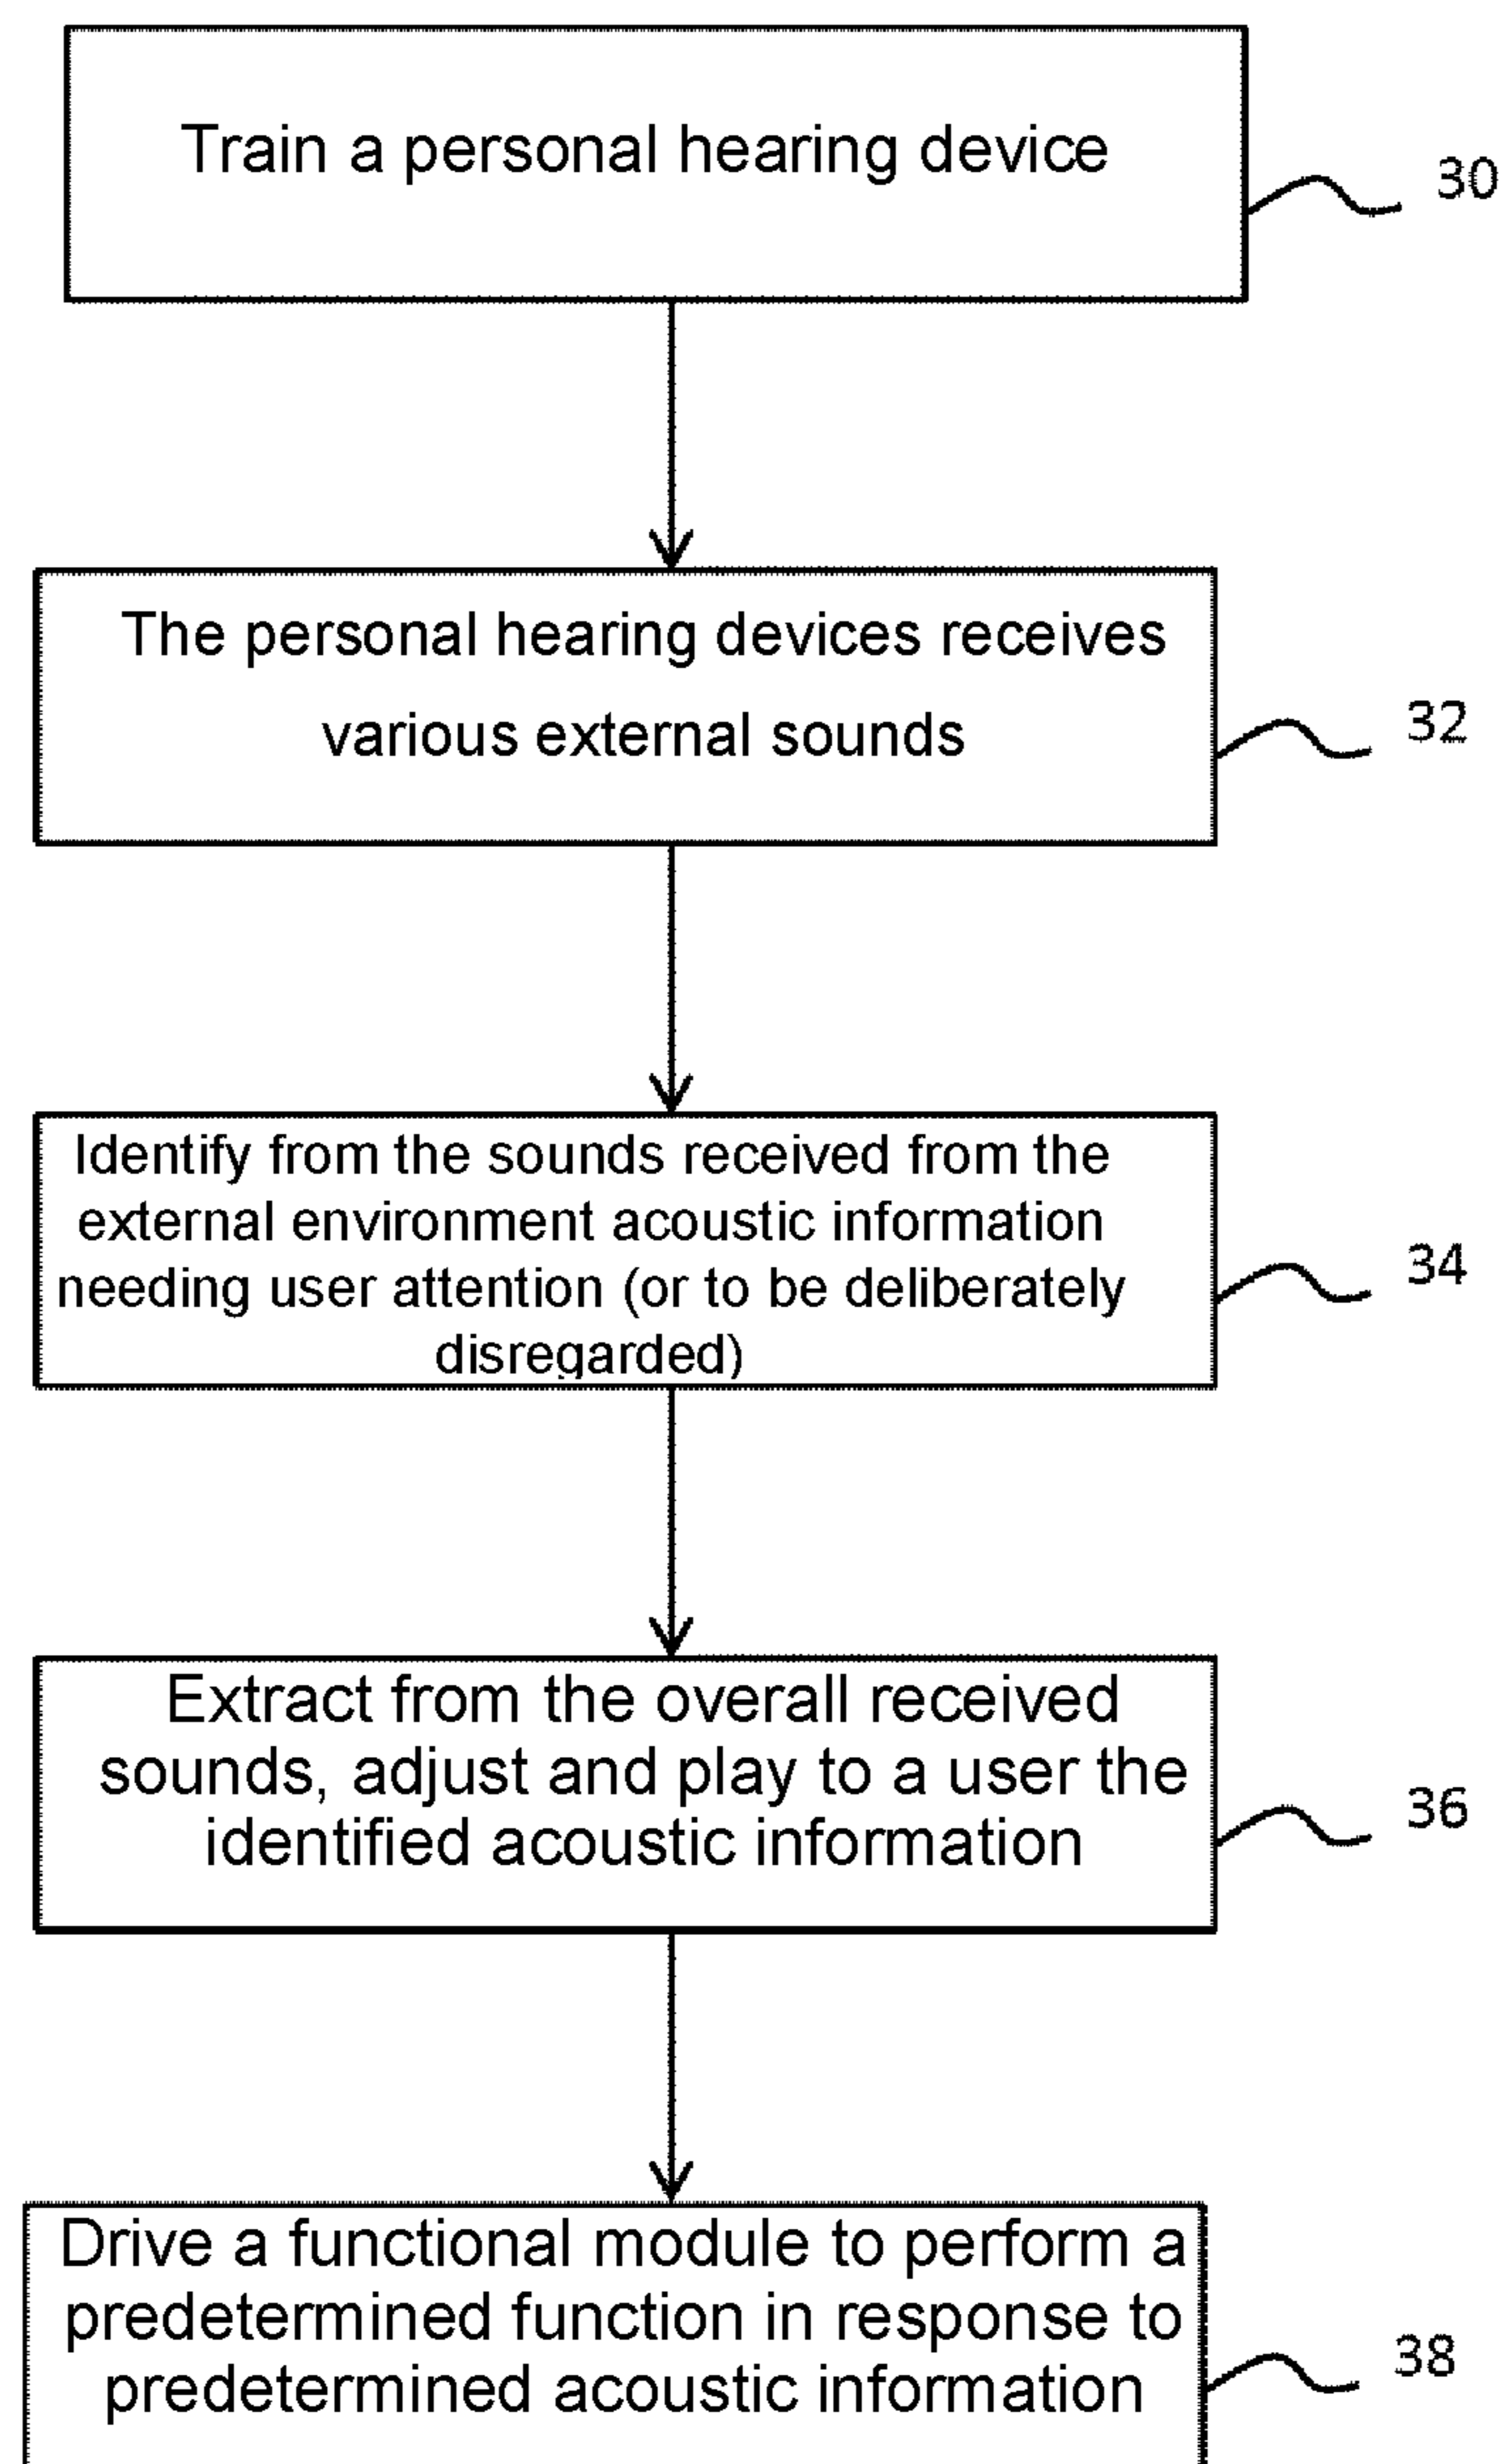 Train a personal hearing device
30
The personal hearing devices receives
various external sounds
32
Identify from the sounds received from the
external environment acoustic information
needing user attention (or to be deliberately
disregarded)
34
Extract from the overall received
sounds, adjust and play to a user the
identified acoustic information
36
Drive a functional module to perform a
predetermined function in response to
predetermined acoustic information
38